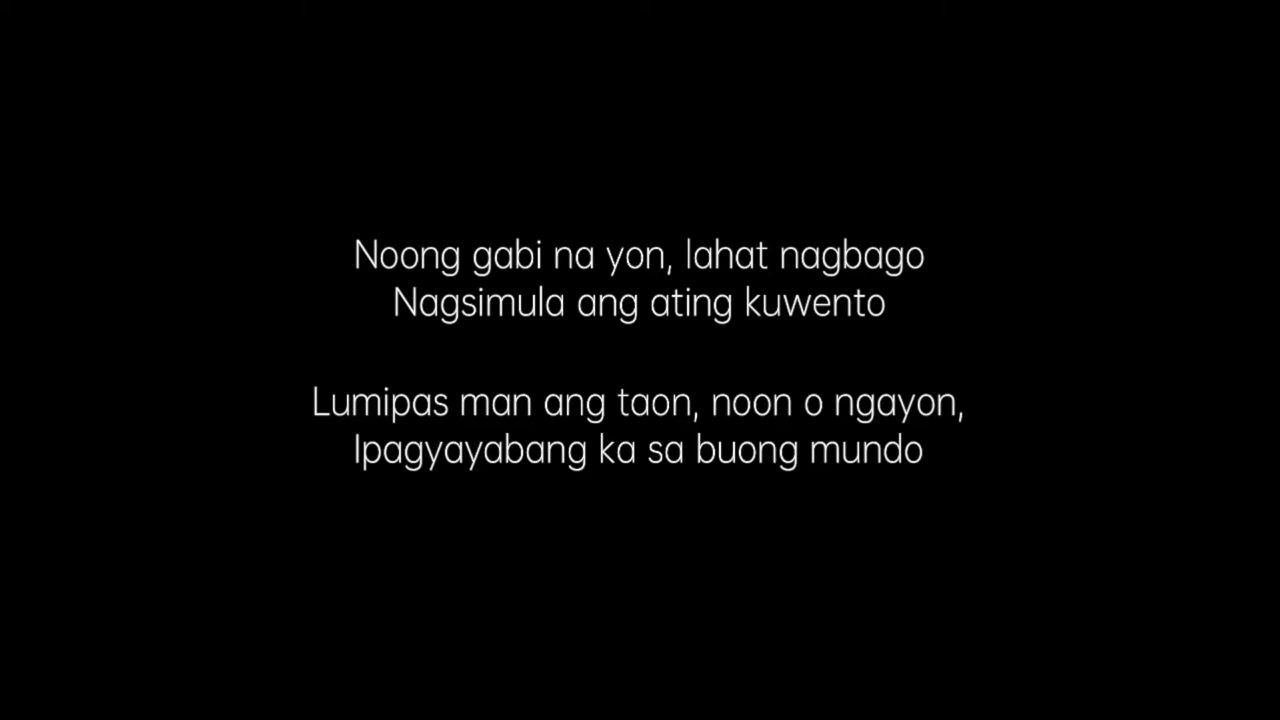 Noong gabi na yon, lahat nagbago
Nagsimula ang ating kuwento
Lumipas man ang taon, noon o ngayon,
Ipagyayabang ka sa buong mundo